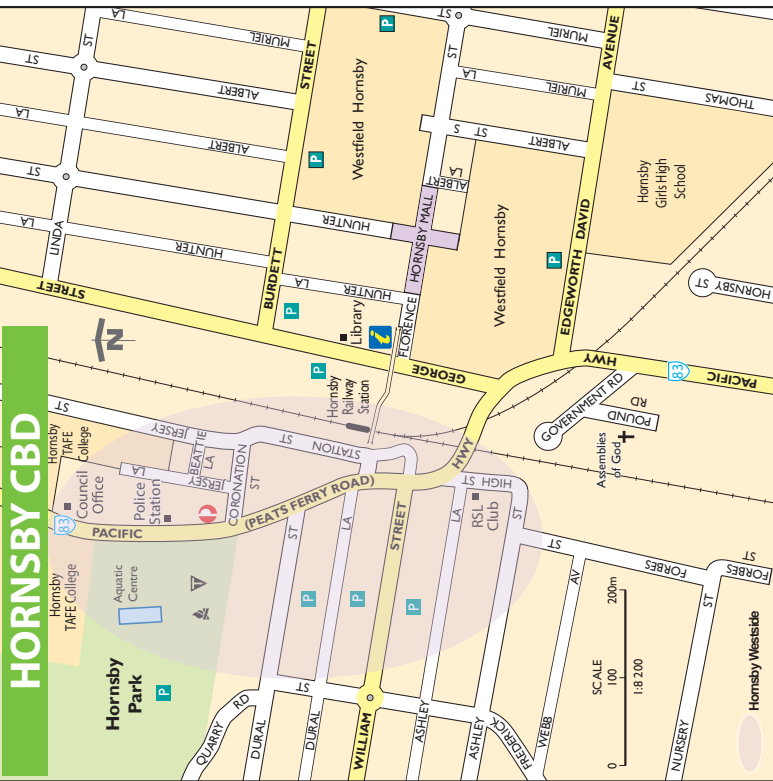 HORNSBY CBD
ST
LA
MURIEL
STREET
P
ST
MURIEL
AVENUE
ST
ALBERT
Westfield Hornsby
ST
LA
MURIEL
ST
THOMAS
LA
ALBERT
P
S
ST
ALBERT
Hornsby
Girls High
School
ST
LA
ALBERT
LA
HUNTER
LINDA
HUNTER
HORNSBY MALL
Westfield Hornsby
EDGEWORTH DAVID
P
HORNSBY ST
STREET
BURDETT
LA
HUNTER
P
Library
i
FLORENCE
N
P
GEORGE
HWY
83
PACIFIC
Hornsby
Railway
Station
GOVERNMENT RD
POUND
RD
Assemblies
of God
ST
Hornsby
TAFE
College
JERSEY
ST
STATION
BEATTIE
LA
LA
JERSEY
CORONATION
ST
HWY
Council
Office
Police
Station
83
PACIFIC
(PEATS FERRY ROAD)
HIGH ST
RSL
Club
ST
LA
STREET
LA
ST
Hornsby
TAFE College
Aquatic
Centre
P
P
P
ST
FORBES
ST
FORBES
AV
ST
Hornsby
Park
P
QUARRY
RD
ST
DURAL
DURAL
WILLIAM
ASHLEY
ASHLEY
FREDERICK
WEBB
NURSERY
SCALE
0
100
200m
1:8 200
Hornsby Westside